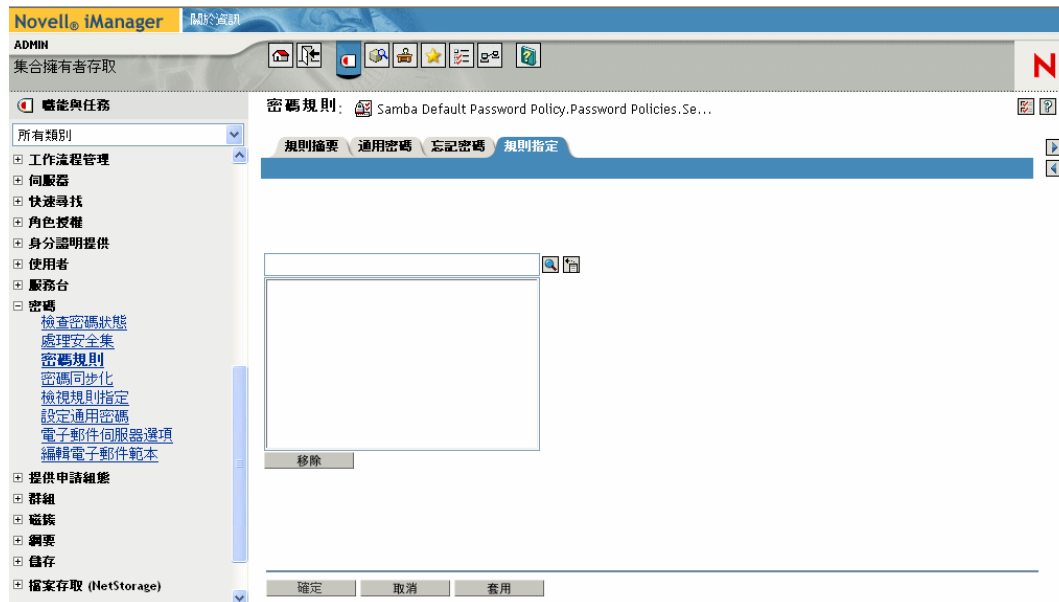 Novell® iManager 關於資訊
ADMIN
集合擁有者存取
N
職能與任務
所有類別
工作流程管理
伺服器
快速尋找
角色授權
身分證明提供
使用者
服務台
密碼
檢查密碼狀態
處理安全集
密碼規則
密碼同步化
檢視規則指定
設定通用密碼
電子郵件伺服器選項
編輯電子郵件範本
提供申請組態
群組
磁簇
綱要
儲存
檔案存取 (NetStorage)
密碼規則: Samba Default Password Policy.Password Policies.Se...
規則摘要 通用密碼 忘記密碼 規則指定
移除
確定 取消 套用